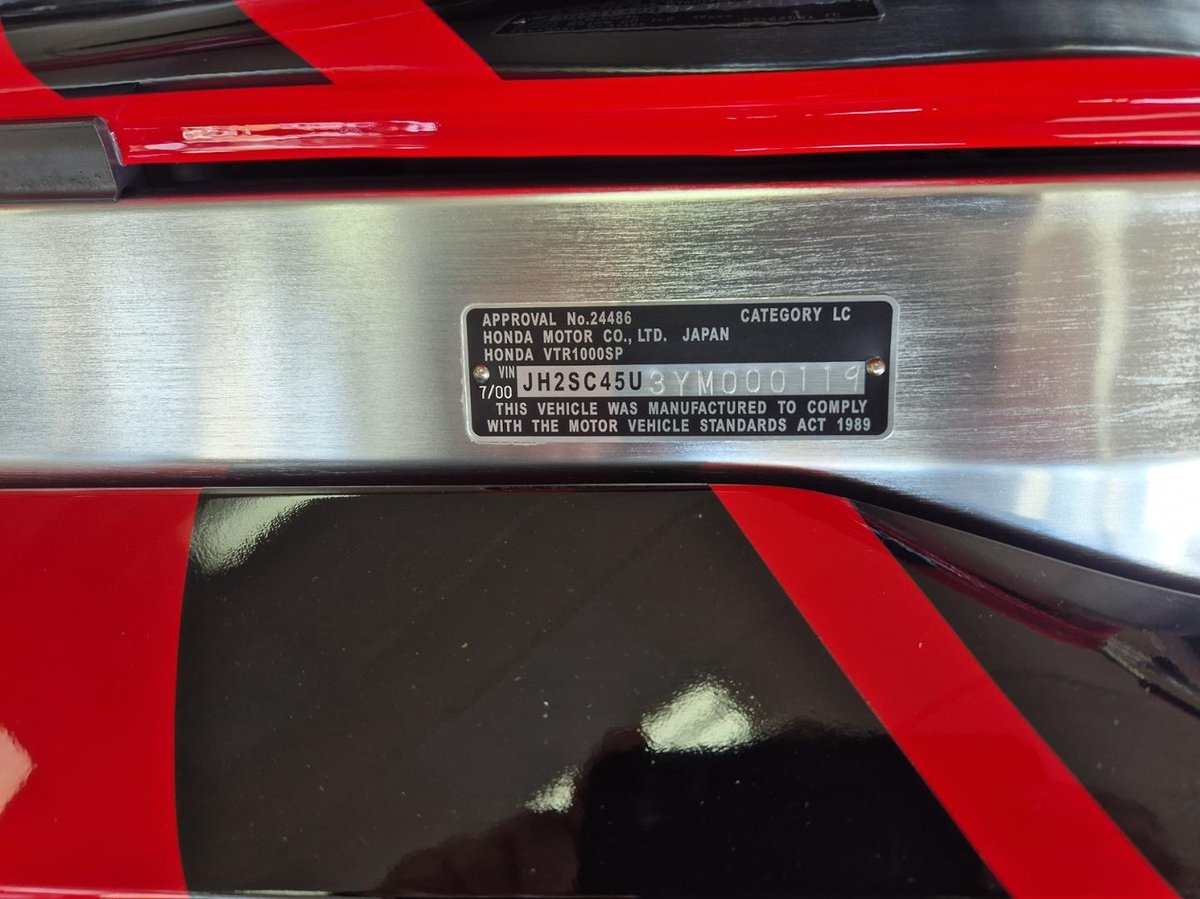 APPROVAL No.24486 CATEGORY LC
HONDA MOTOR CO., LTD. JAPAN
HONDA VTR1000SP
VIN
7/00 JH2SC45U3YM000119
THIS VEHICLE WAS MANUFACTURED TO COMPLY
WITH THE MOTOR VEHICLE STANDARDS ACT 1989